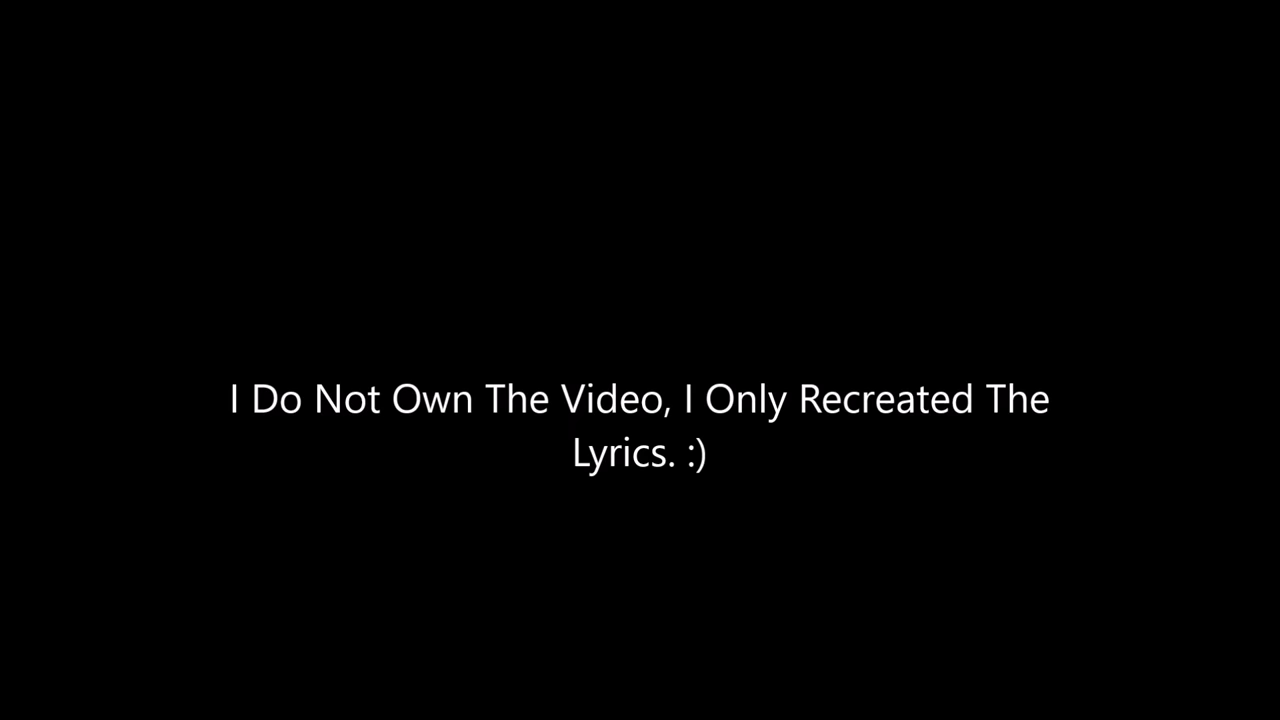 I Do Not Own The Video, I Only Recreated The
Lyrics. :)